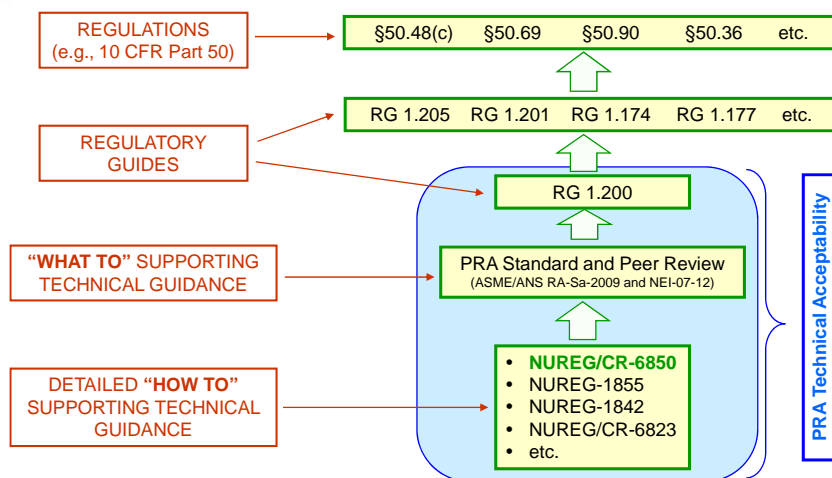 REGULATIONS
(e.g., 10 CFR Part 50)
§50.48(c) §50.69 §50.90 §50.36 etc.
RG 1.205 RG 1.201 RG 1.174 RG 1.177 etc.
REGULATORY
GUIDES
RG 1.200
"WHAT TO" SUPPORTING
TECHNICAL GUIDANCE
PRA Standard and Peer Review
(ASME/ANS RA-Sa-2009 and NEI-07-12)
DETAILED "HOW TO"
SUPPORTING TECHNICAL
GUIDANCE
• NUREG/CR-6850
• NUREG-1855
• NUREG-1842
• NUREG/CR-6823
• etc.
PRA Technical Acceptability